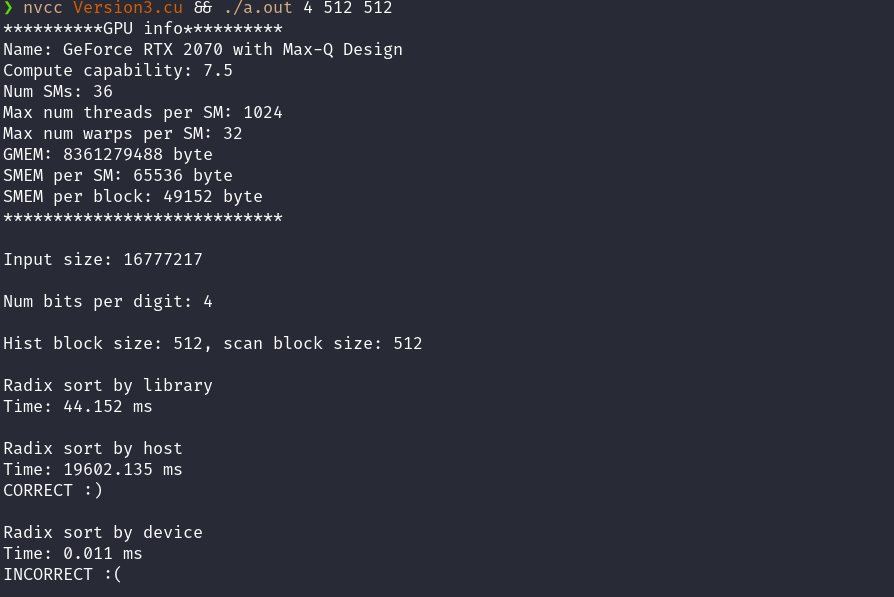 ❯ nvcc Version3.cu && ./a.out 4 512 512
**********GPU info**********
Name: GeForce RTX 2070 with Max-Q Design
Compute capability: 7.5
Num SMs: 36
Max num threads per SM: 1024
Max num warps per SM: 32
GMEM: 8361279488 byte
SMEM per SM: 65536 byte
SMEM per block: 49152 byte
****************************
Input size: 16777217
Num bits per digit: 4
Hist block size: 512, scan block size: 512
Radix sort by library
Time: 44.152 ms
Radix sort by host
Time: 19602.135 ms
CORRECT :)
Radix sort by device
Time: 0.011 ms
INCORRECT :(